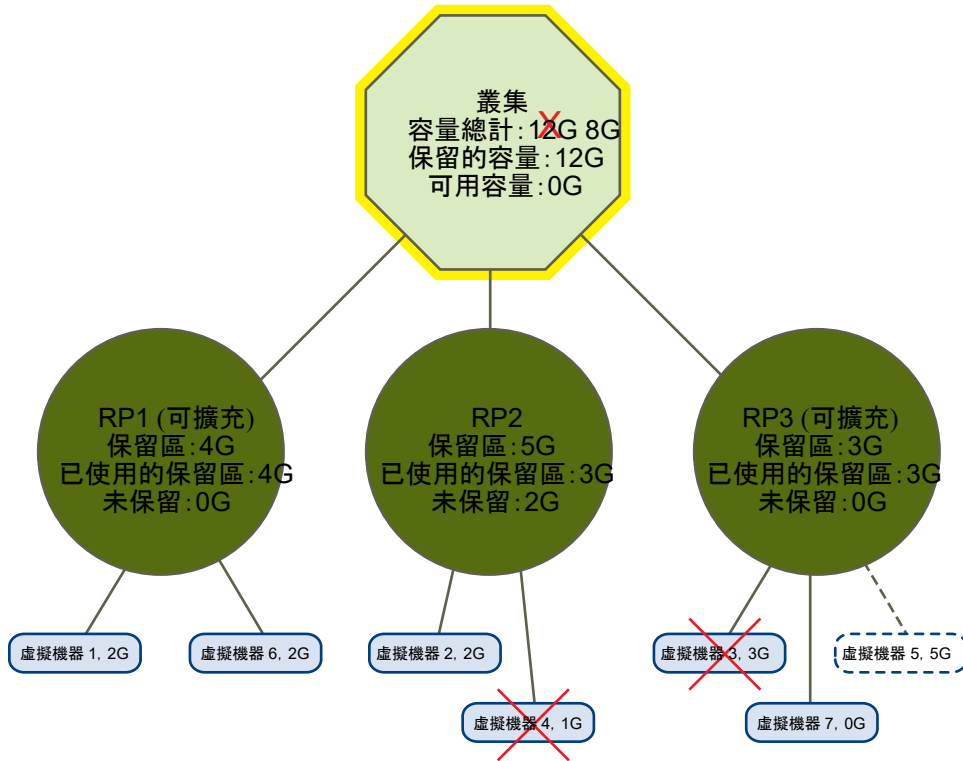 叢集
容量總計:12G 8G
保留的容量:12G
可用容量:0G
RP1 (可擴充)
保留區:4G
已使用的保留區:4G
未保留:0G
RP2
保留區:5G
已使用的保留區:3G
未保留:2G
RP3 (可擴充)
保留區:3G
已使用的保留區:3G
未保留:0G
虛擬機器 1, 2G
虛擬機器 6, 2G
虛擬機器 2, 2G
虛擬機器 3, 3G
虛擬機器 5, 5G
虛擬機器 4, 1G
虛擬機器 7, 0G